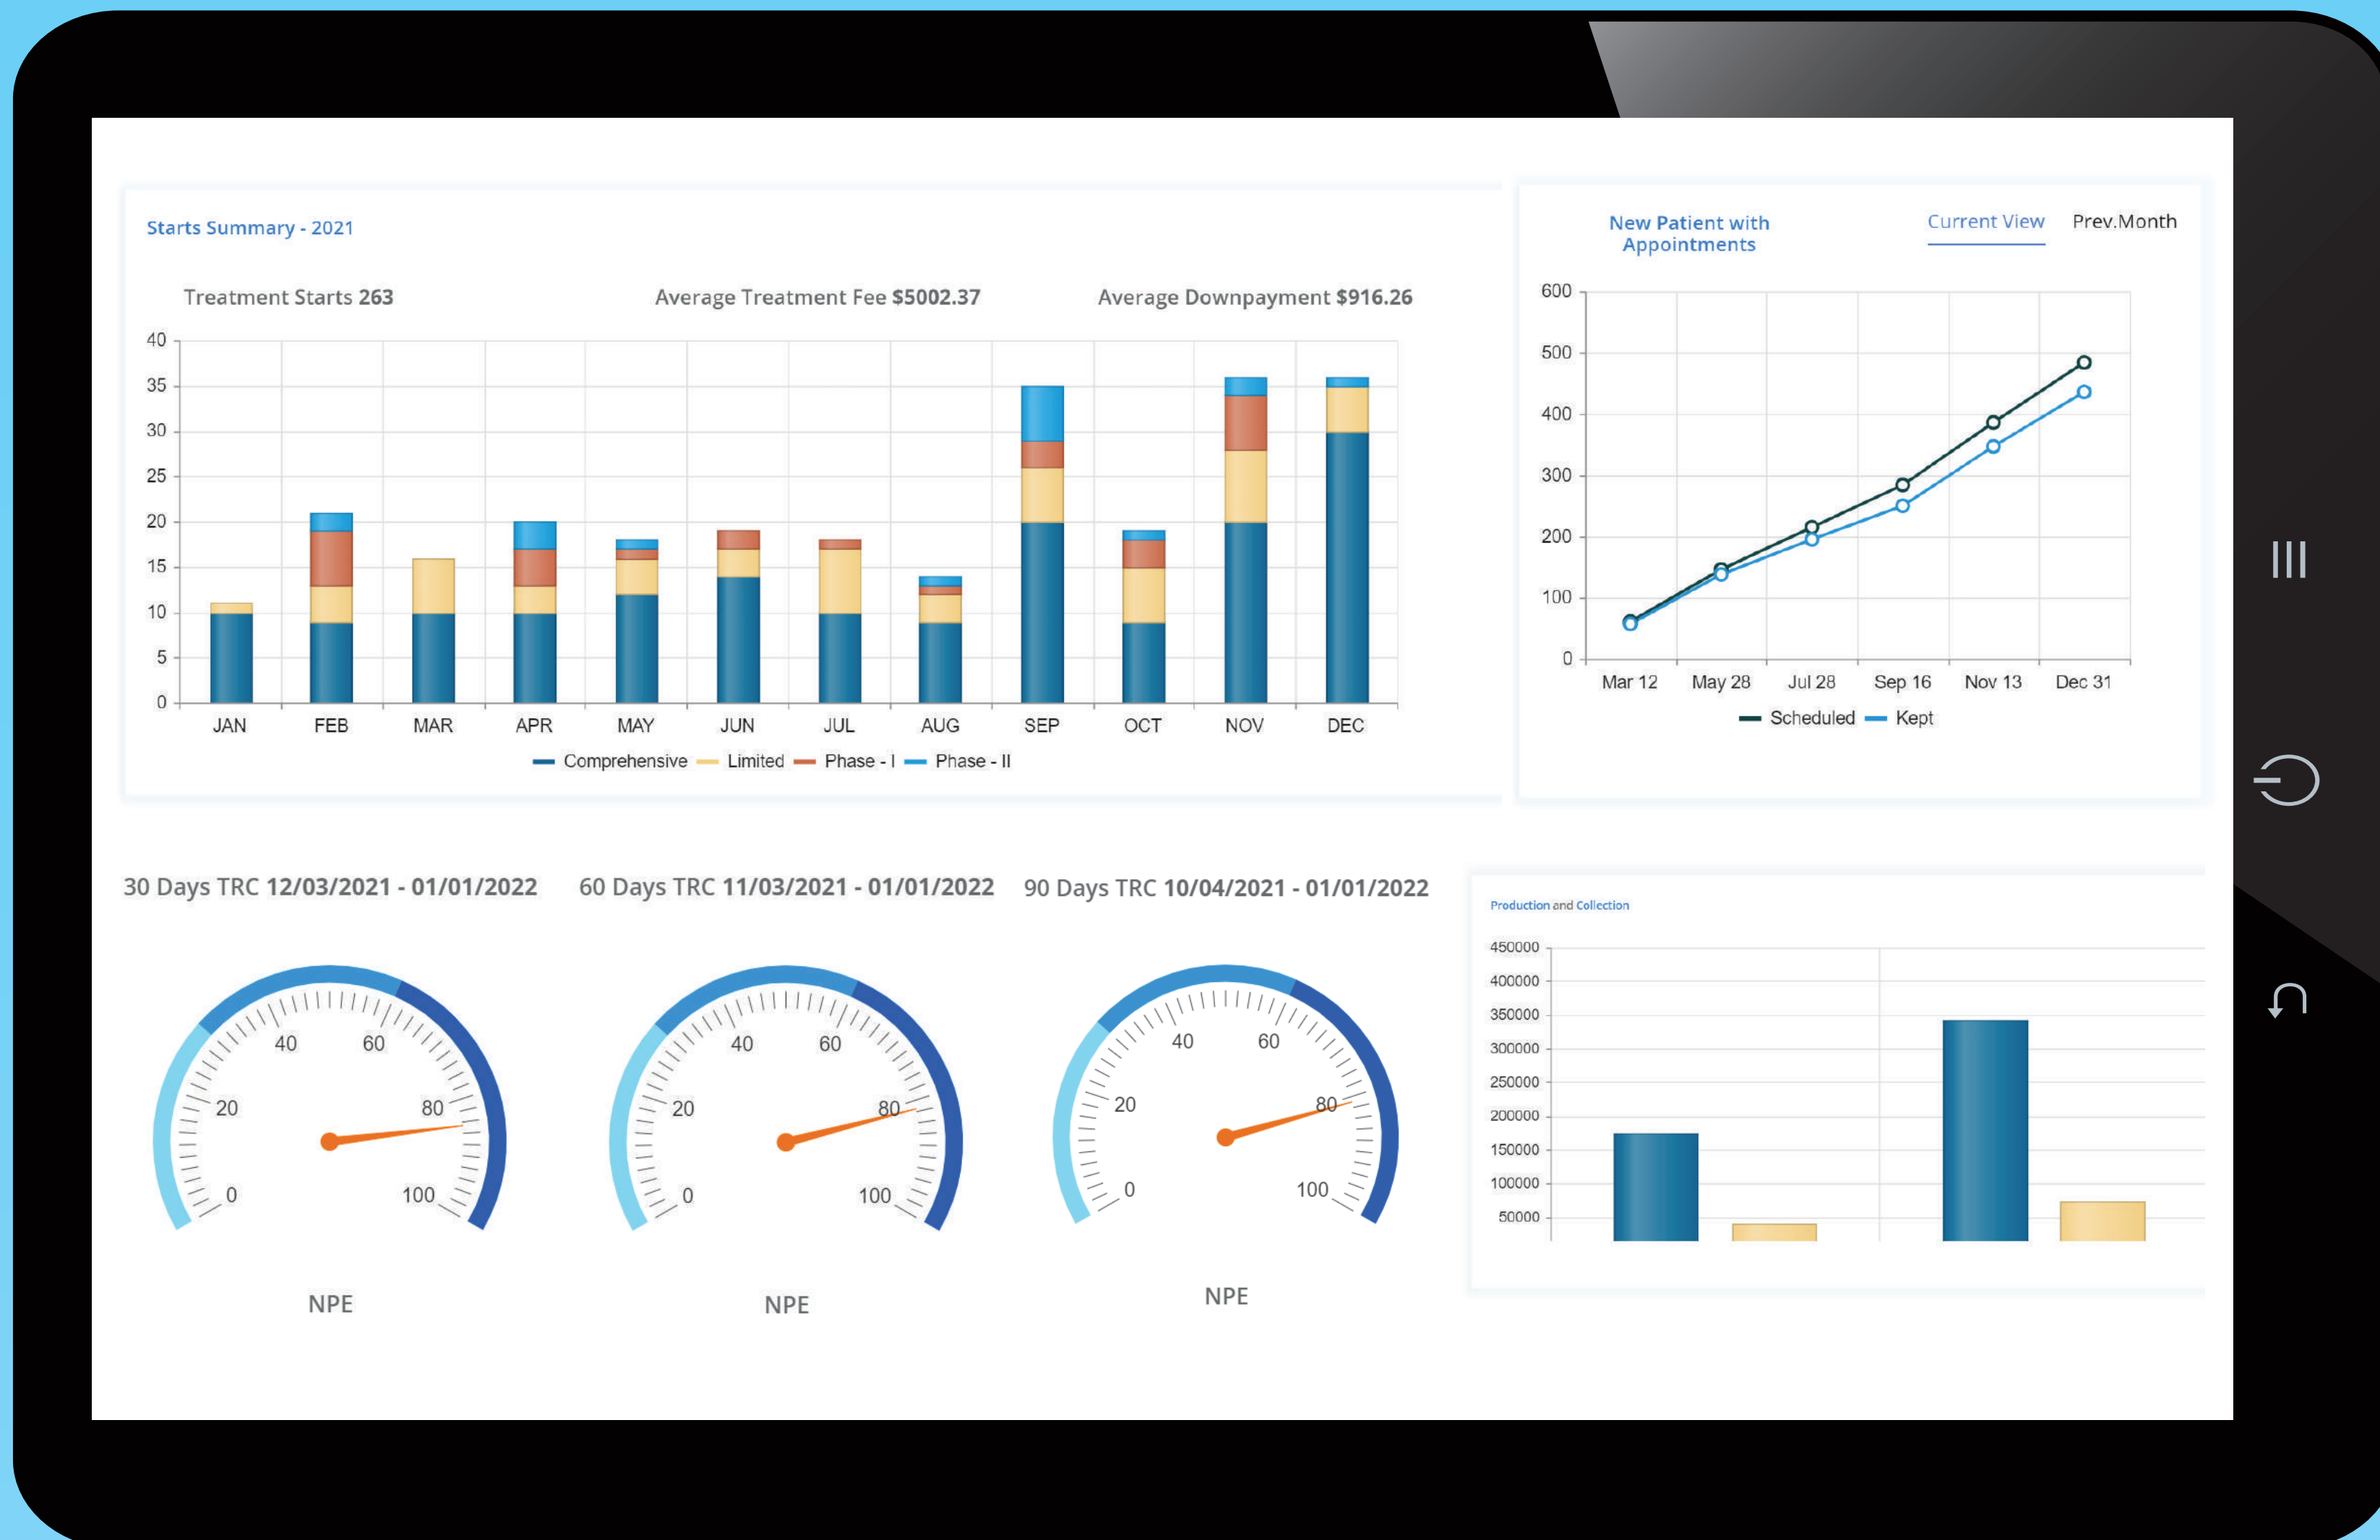 Starts Summary - 2021
Treatment Starts 263
Average Treatment Fee $5002.37
Average Downpayment $916.26
40
35
30
25
20
15
10
5
0
JAN FEB MAR APR MAY JUN JUL AUG SEP OCT NOV DEC
Comprehensive Limited Phase - I Phase - II
New Patient with
Appointments
Current View Prev.Month
600
500
400
300
200
100
0
Mar 12 May 28 Jul 28 Sep 16 Nov 13 Dec 31
Scheduled Kept
30 Days TRC 12/03/2021 - 01/01/2022
0 20 40 60 80 100
NPE
60 Days TRC 11/03/2021 - 01/01/2022
0 20 40 60 80 100
NPE
90 Days TRC 10/04/2021 - 01/01/2022
0 20 40 60 80 100
NPE
Production and Collection
450000
400000
350000
300000
250000
200000
150000
100000
50000